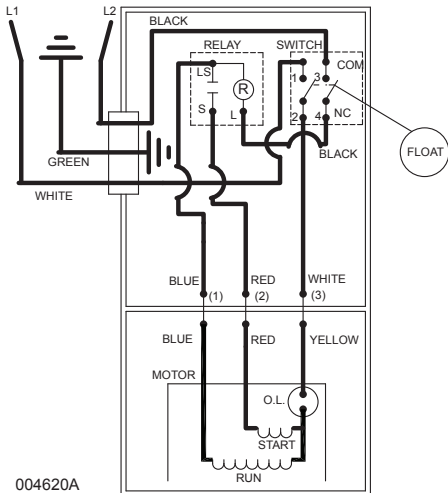 L1
L2
BLACK
RELAY
SWITCH
LS
R
1
3
COM
S
L
2
4
NC
GREEN
BLACK
FLOAT
WHITE
BLUE
RED
WHITE
(1)
(2)
(3)
BLUE
RED
YELLOW
MOTOR
O.L.
START
RUN
004620A